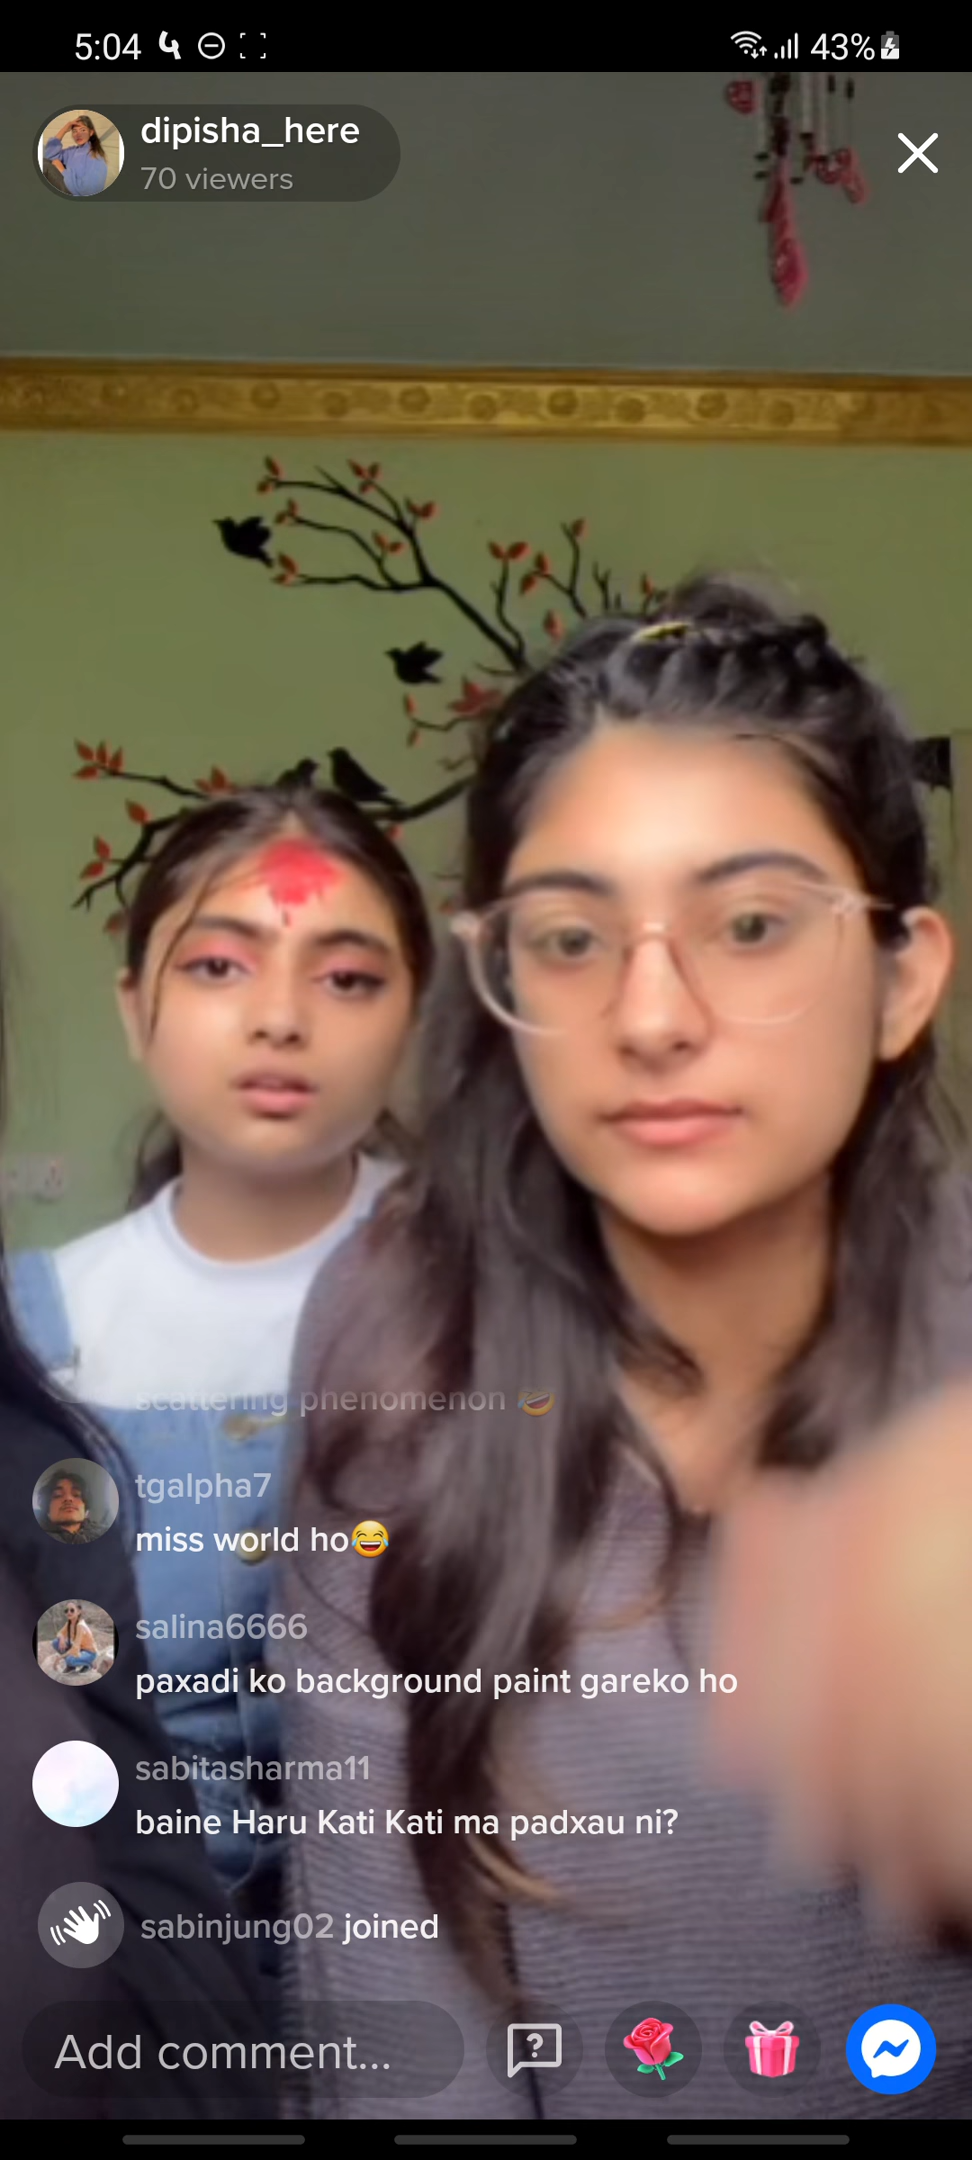 5:04
43%
dipisha_here
70 viewers
scattering phenomenon 🤣
tgalpha7
miss world ho😂
salina6666
paxadi ko background paint gareko ho
sabitasharma11
baine Haru Kati Kati ma padxau ni?
sabinjung02 joined
Add comment...